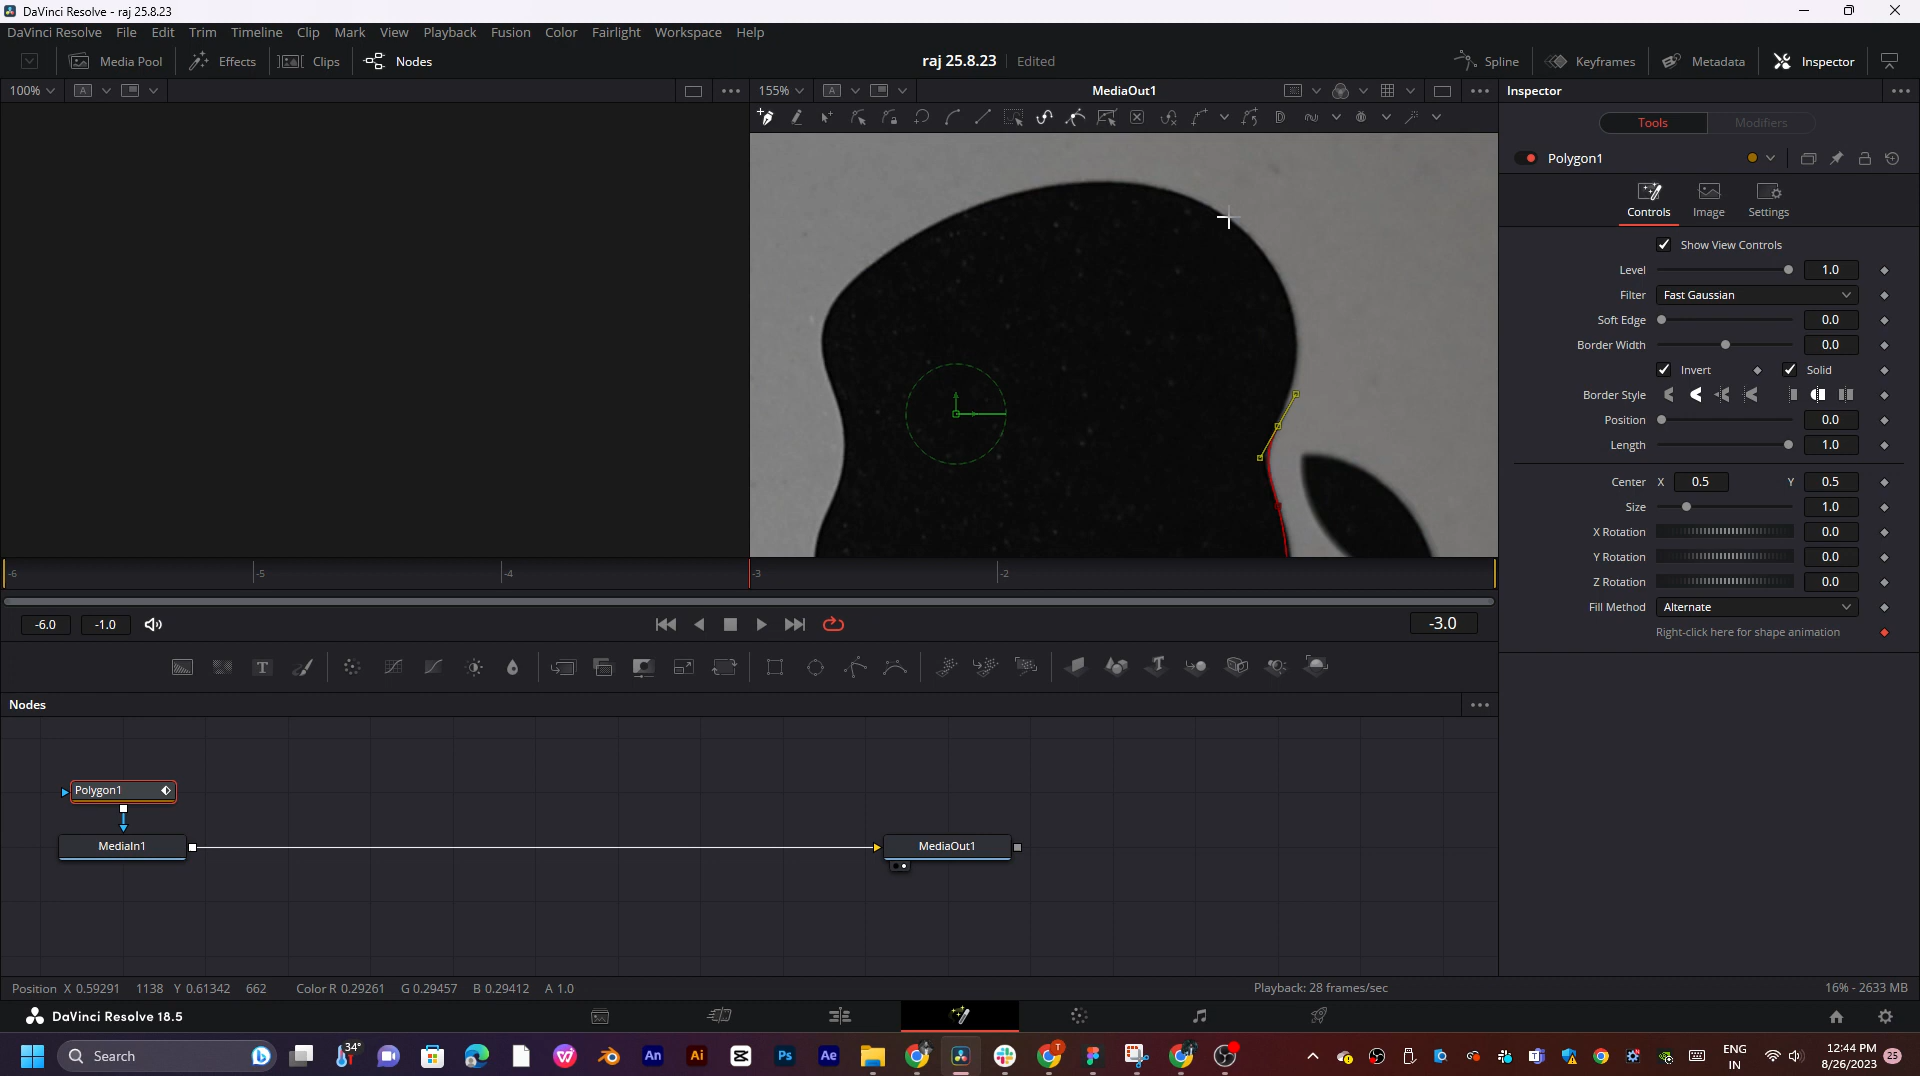 DaVinci Resolve - raj 25.8.23
DaVinci Resolve File Edit Trim Timeline Clip Mark View Playback Fusion Color Fairlight Workspace Help
Media Pool Effects Clips Nodes raj 25.8.23 Edited Spline Keyframes Metadata Inspector
100% 155% MediaOut1 Inspector
Tools Modifiers
Polygon1
Controls Image Settings
Show View Controls
Level 1.0
Filter Fast Gaussian
Soft Edge 0.0
Border Width 0.0
Invert Solid
Border Style
Position 0.0
Length 1.0
Center X 0.5 Y 0.5
Size 1.0
X Rotation 0.0
Y Rotation 0.0
Z Rotation 0.0
Fill Method Alternate
Right-click here for shape animation
-6 -5 -4 -3 -2
-6.0 -1.0 -3.0
Nodes
Polygon1
MediaIn1 MediaOut1
Position X 0.59291 1138 Y 0.61342 662 Color R 0.29261 G 0.29457 B 0.29412 A 1.0 Playback: 28 frames/sec 16% - 2633 MB
DaVinci Resolve 18.5
Search 34° An Ai Ps Ae T ENG IN 12:44 PM 8/26/2023 25